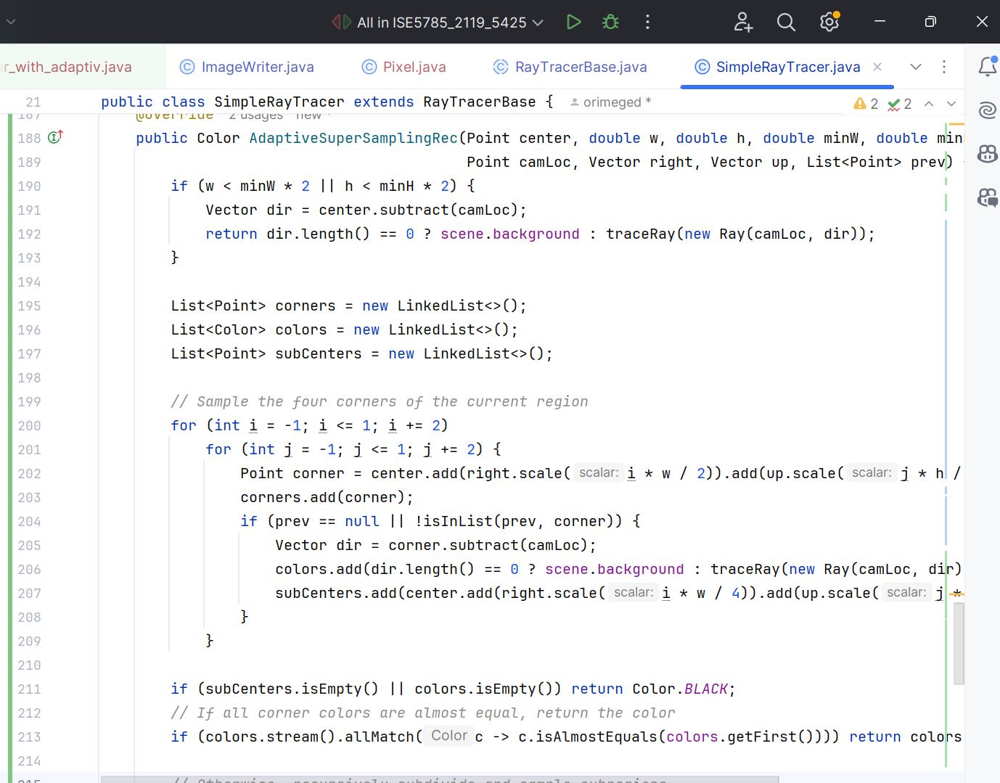 All in ISE5785_2119_5425
r_with_adaptiv.java ImageWriter.java Pixel.java RayTracerBase.java SimpleRayTracer.java
21 public class SimpleRayTracer extends RayTracerBase { orimeged * 2 2
187 @Override 2 usages new *
188 public Color AdaptiveSuperSamplingRec(Point center, double w, double h, double minW, double min
189 Point camLoc, Vector right, Vector up, List<Point> prev)
190 if (w < minW * 2 || h < minH * 2) {
191 Vector dir = center.subtract(camLoc);
192 return dir.length() == 0 ? scene.background : traceRay(new Ray(camLoc, dir));
193 }
194
195 List<Point> corners = new LinkedList<>();
196 List<Color> colors = new LinkedList<>();
197 List<Point> subCenters = new LinkedList<>();
198
199 // Sample the four corners of the current region
200 for (int i = -1; i <= 1; i += 2)
201 for (int j = -1; j <= 1; j += 2) {
202 Point corner = center.add(right.scale( scalar: i * w / 2)).add(up.scale( scalar: j * h /
203 corners.add(corner);
204 if (prev == null || !isInList(prev, corner)) {
205 Vector dir = corner.subtract(camLoc);
206 colors.add(dir.length() == 0 ? scene.background : traceRay(new Ray(camLoc, dir)
207 subCenters.add(center.add(right.scale( scalar: i * w / 4)).add(up.scale( scalar: j *
208 }
209 }
210
211 if (subCenters.isEmpty() || colors.isEmpty()) return Color.BLACK;
212 // If all corner colors are almost equal, return the color
213 if (colors.stream().allMatch( Color c -> c.isAlmostEquals(colors.getFirst()))) return colors
214
215 // Otherwise, recursively subdivide and sample subregions